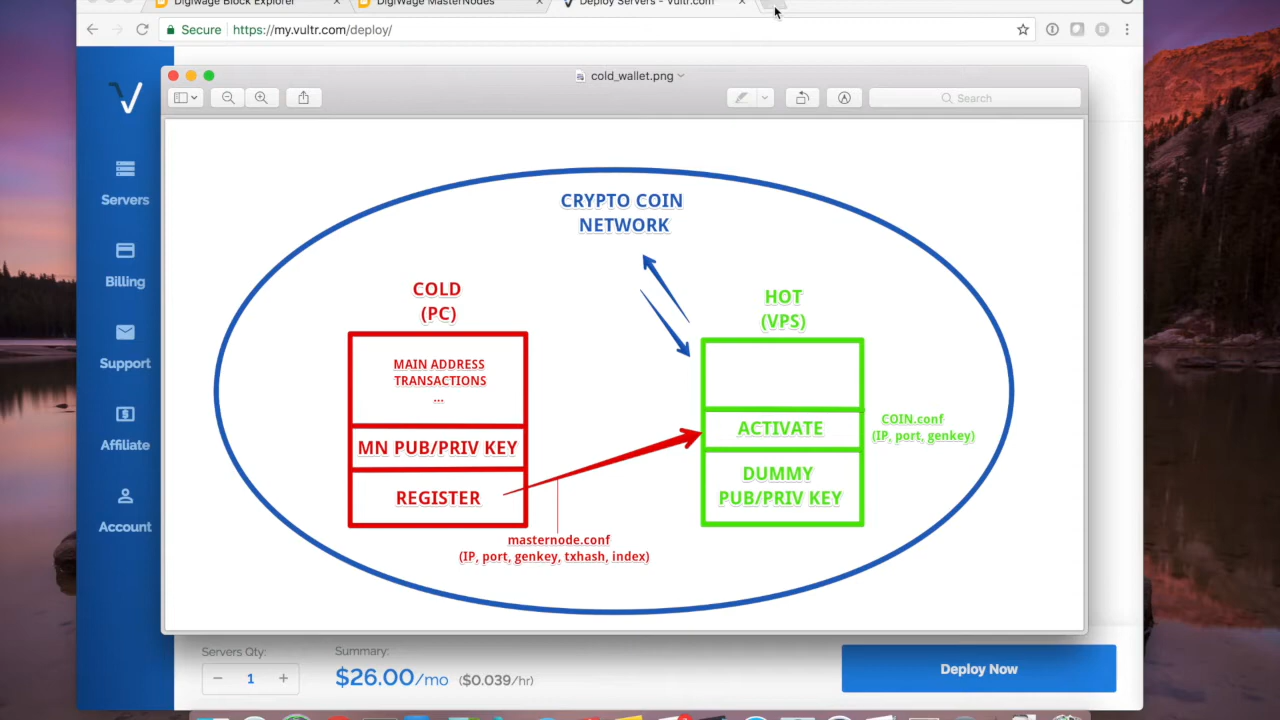 DigiWage Block Explorer
DigiWage MasterNodes
Deploy Servers - Vultr.com
Secure
https://my.vultr.com/deploy/
cold_wallet.png
Search
Servers
Billing
Support
Affiliate
Account
CRYPTO COIN
NETWORK
COLD
(PC)
MAIN ADDRESS
TRANSACTIONS
...
MN PUB/PRIV KEY
REGISTER
masternode.conf
(IP, port, genkey, txhash, index)
HOT
(VPS)
ACTIVATE
DUMMY
PUB/PRIV KEY
COIN.conf
(IP, port, genkey)
Servers Qty:
1
Summary:
$26.00/mo ($0.039/hr)
Deploy Now